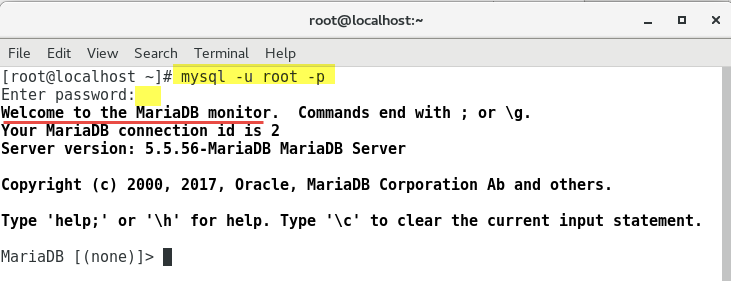 root@localhost:~
File Edit View Search Terminal Help
[root@localhost ~]# mysql -u root -p
Enter password:
Welcome to the MariaDB monitor.  Commands end with ; or \g.
Your MariaDB connection id is 2
Server version: 5.5.56-MariaDB MariaDB Server
Copyright (c) 2000, 2017, Oracle, MariaDB Corporation Ab and others.
Type 'help;' or '\h' for help. Type '\c' to clear the current input statement.
MariaDB [(none)]>